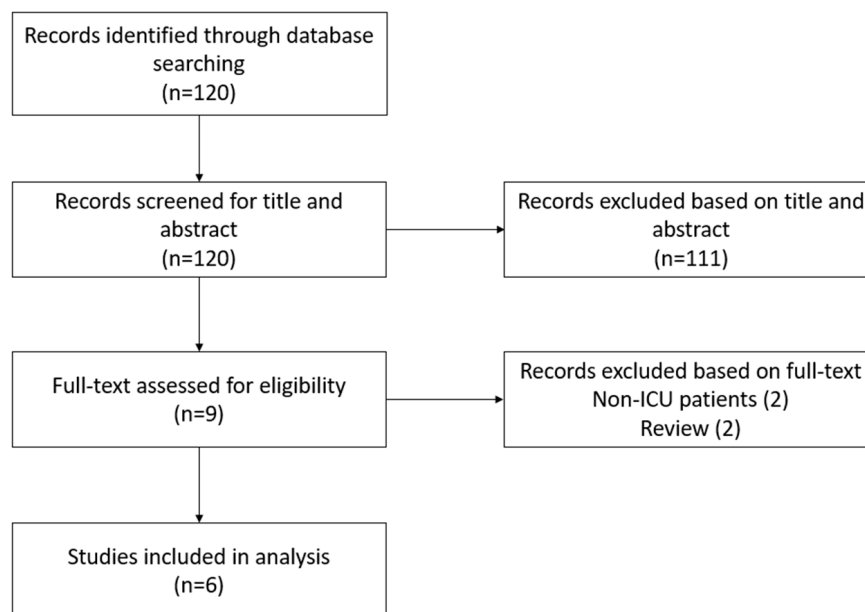 Records identified through database
searching
(n=120)
Records screened for title and
abstract
(n=120)
Records excluded based on title and
abstract
(n=111)
Full-text assessed for eligibility
(n=9)
Records excluded based on full-text
Non-ICU patients (2)
Review (2)
Studies included in analysis
(n=6)